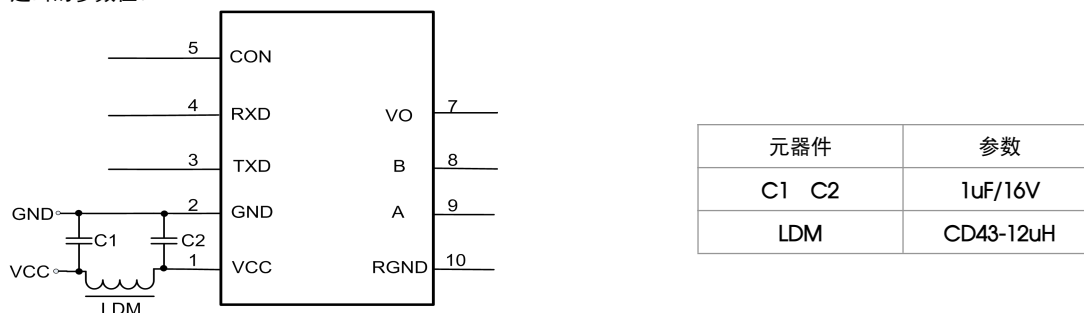 5
CON
4
RXD
VO
7
3
TXD
B
8
GND
2
GND
A
9
C1
C2
VCC
1
VCC
RGND
10
LDM
元器件 参数
C1 C2 1uF/16V
LDM CD43-12uH